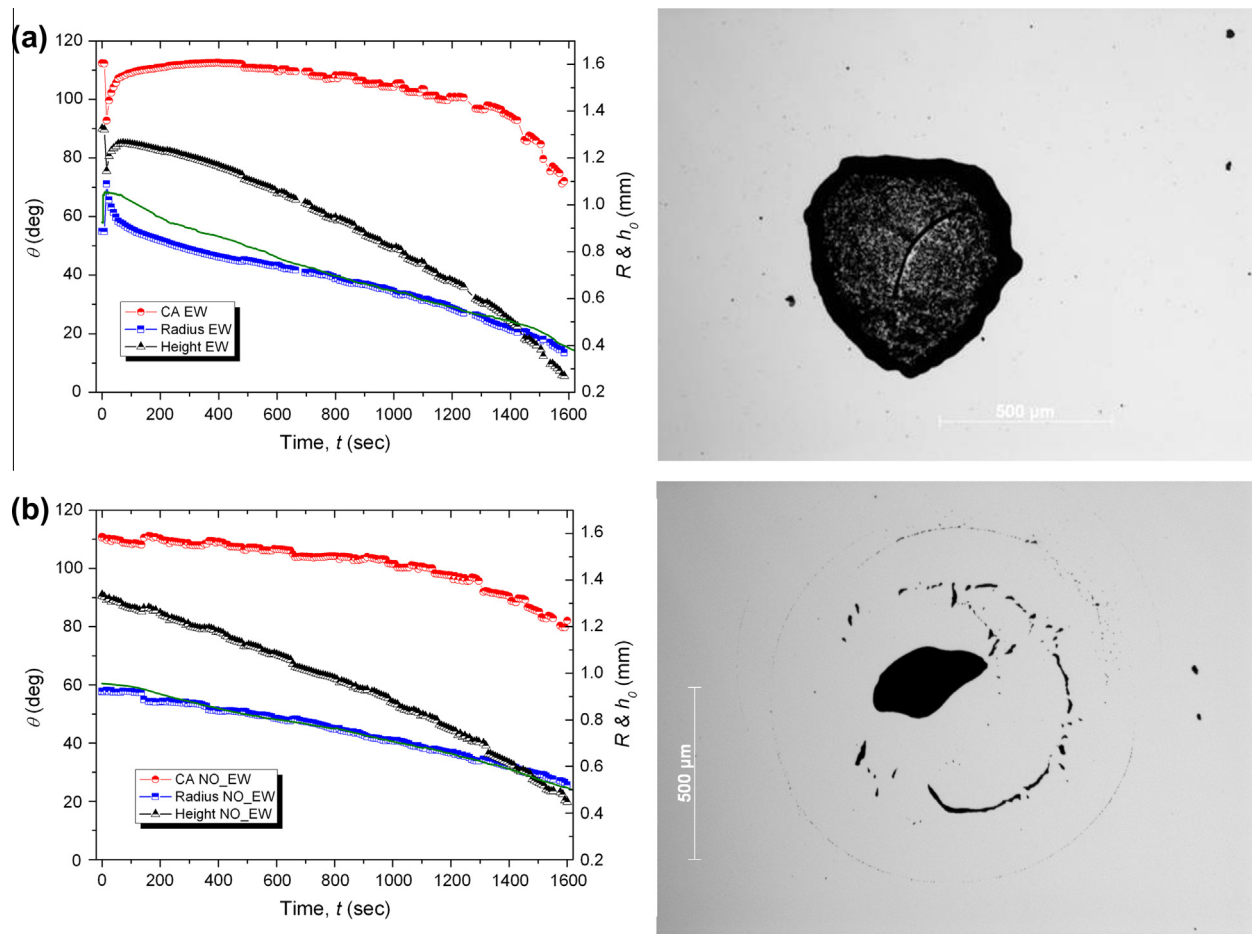 (a)
120
100
80
60
40
20
0
θ (deg)
1.6
1.4
1.2
1.0
0.8
0.6
0.4
0.2
R & h0 (mm)
CA EW
Radius EW
Height EW
0 200 400 600 800 1000 1200 1400 1600
Time, t (sec)
500 µm
(b)
120
100
80
60
40
20
0
θ (deg)
1.6
1.4
1.2
1.0
0.8
0.6
0.4
0.2
R & h0 (mm)
CA NO_EW
Radius NO_EW
Height NO_EW
0 200 400 600 800 1000 1200 1400 1600
Time, t (sec)
500 µm